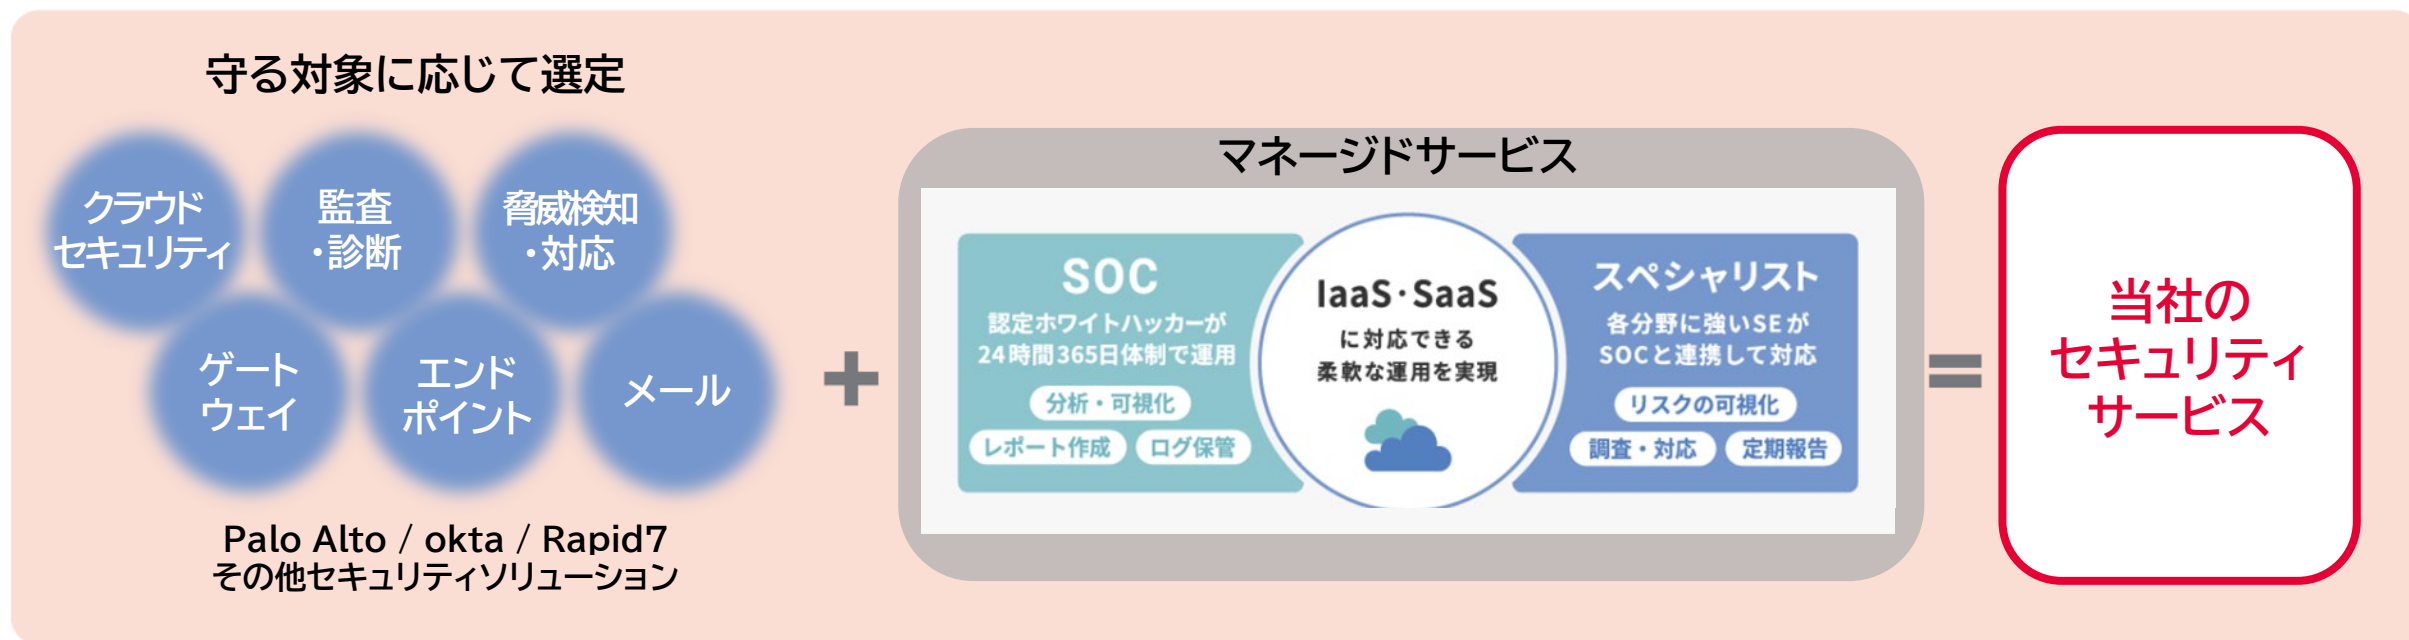 守る対象に応じて選定
クラウド
セキュリティ
監査
・診断
脅威検知
・対応
ゲート
ウェイ
エンド
ポイント
メール
Palo Alto / okta / Rapid7
その他セキュリティソリューション
+
マネージドサービス
SOC
認定ホワイトハッカーが
24時間365日体制で運用
分析・可視化
レポート作成
ログ保管
IaaS・SaaS
に対応できる
柔軟な運用を実現
スペシャリスト
各分野に強いSEが
SOCと連携して対応
リスクの可視化
調査・対応
定期報告
=
当社の
セキュリティ
サービス